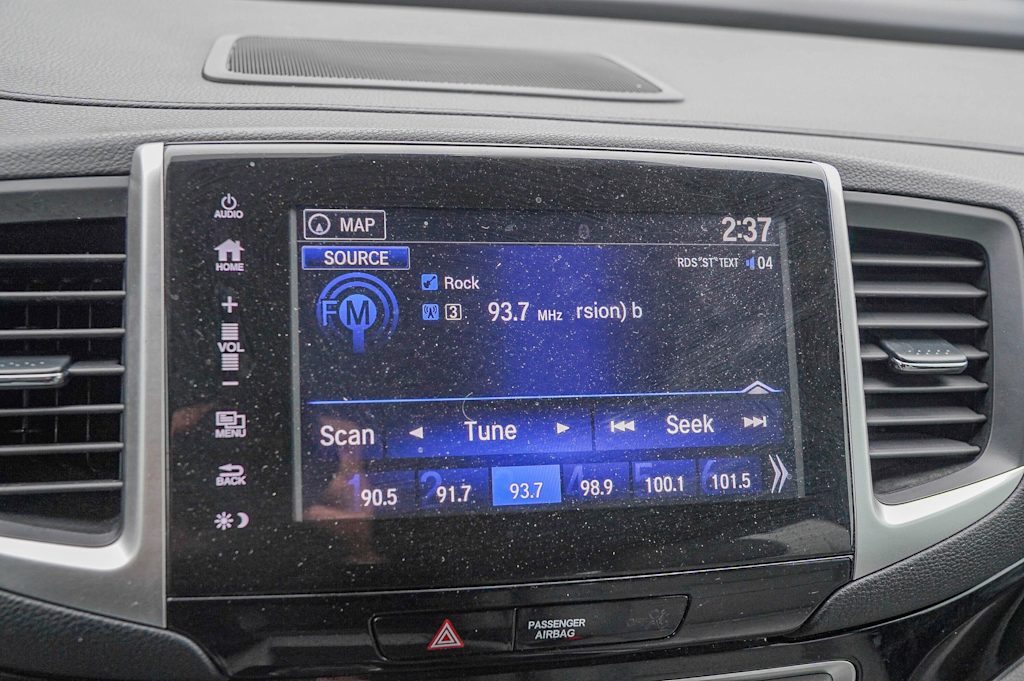 AUDIO
HOME
+
VOL
−
MENU
BACK
MAP
2:37
SOURCE
RDS"ST"TEXT 04
FM
Rock
3 93.7 MHz rsion) b
Scan ◄ Tune ► |◄◄ Seek ►►|
1 90.5 2 91.7 93.7 4 98.9 5 100.1 6 101.5
PASSENGER
AIRBAG